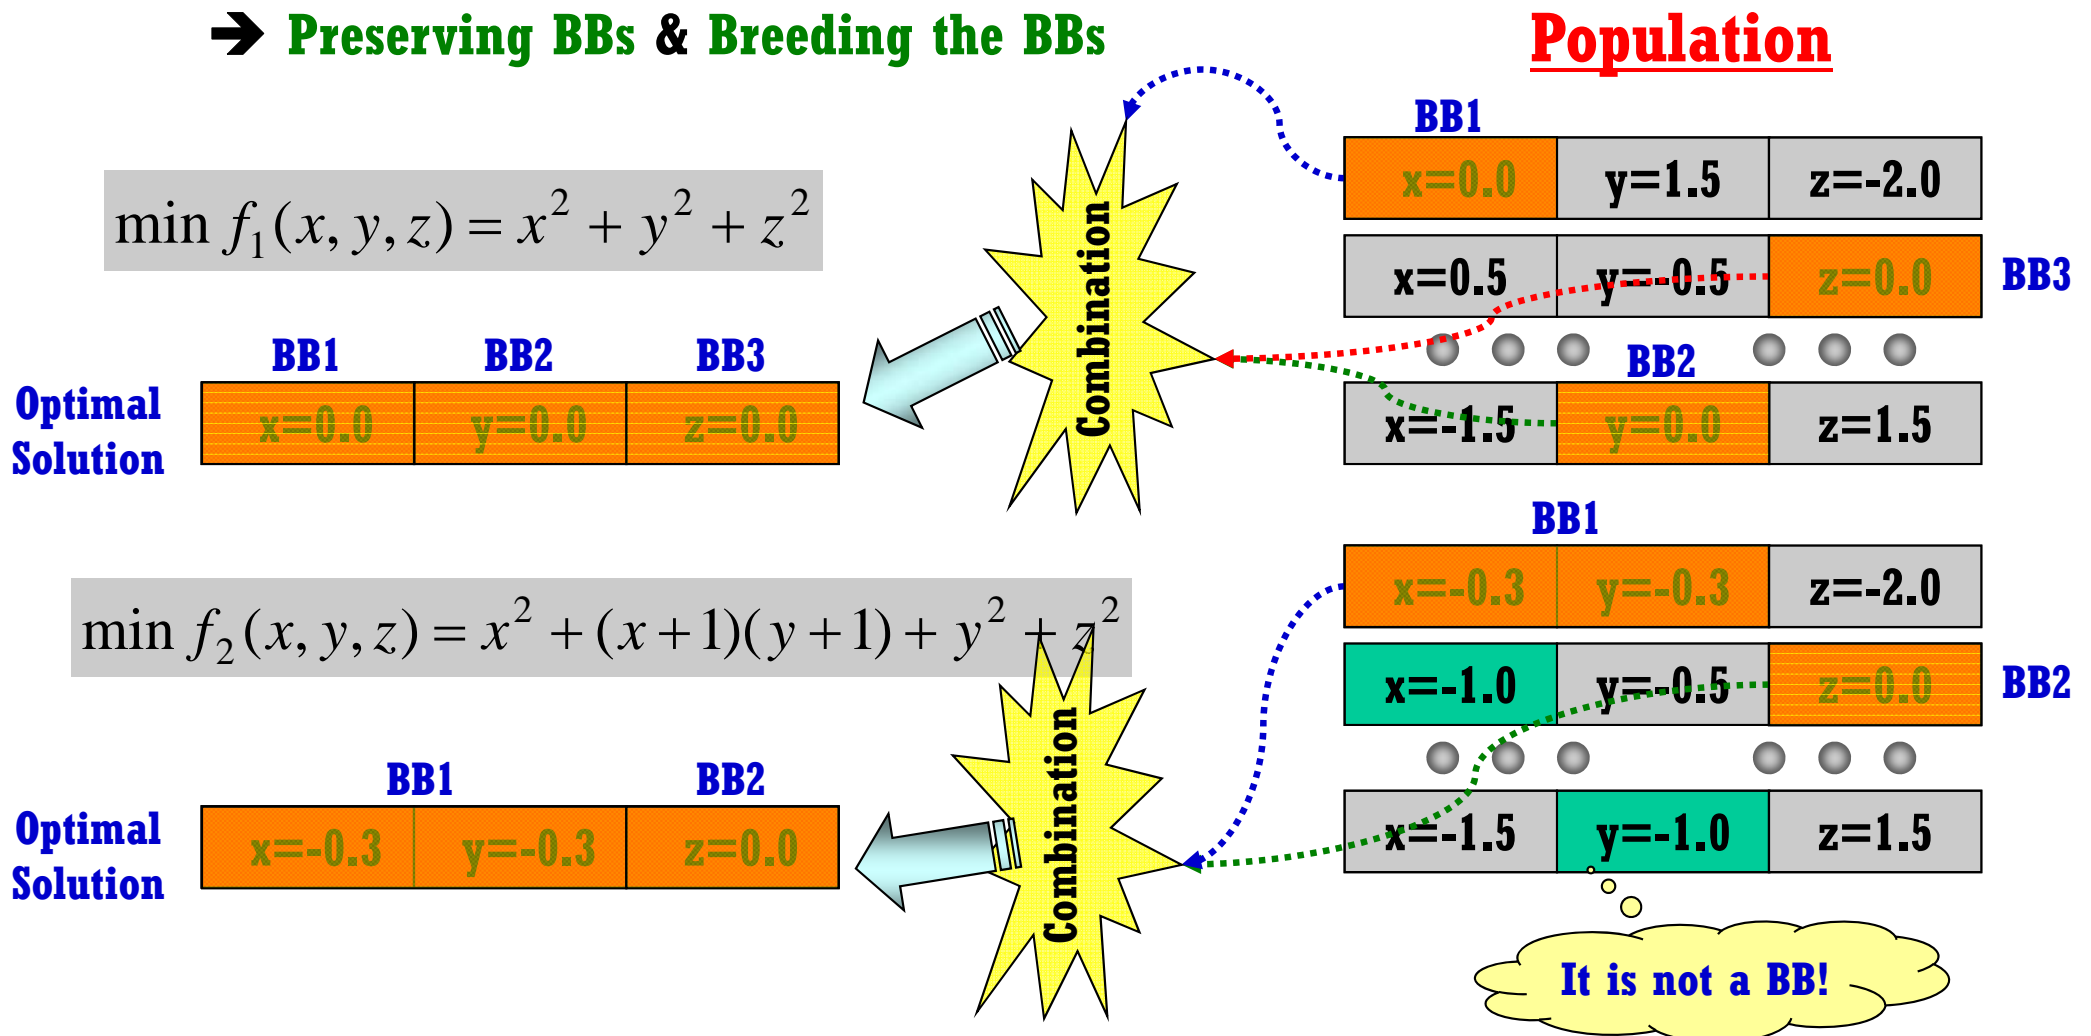 ➔ Preserving BBs & Breeding the BBs
Population
BB1
x=0.0 y=1.5 z=-2.0
x=0.5 y=-0.5 z=0.0 BB3
BB2
x=-1.5 y=0.0 z=1.5
min f₁(x, y, z) = x² + y² + z²
Combination
BB1 BB2 BB3
Optimal
Solution
x=0.0 y=0.0 z=0.0
BB1
x=-0.3 y=-0.3 z=-2.0
x=-1.0 y=-0.5 z=0.0 BB2
x=-1.5 y=-1.0 z=1.5
It is not a BB!
min f₂(x, y, z) = x² + (x+1)(y+1) + y² + z²
Combination
BB1 BB2
Optimal
Solution
x=-0.3 y=-0.3 z=0.0